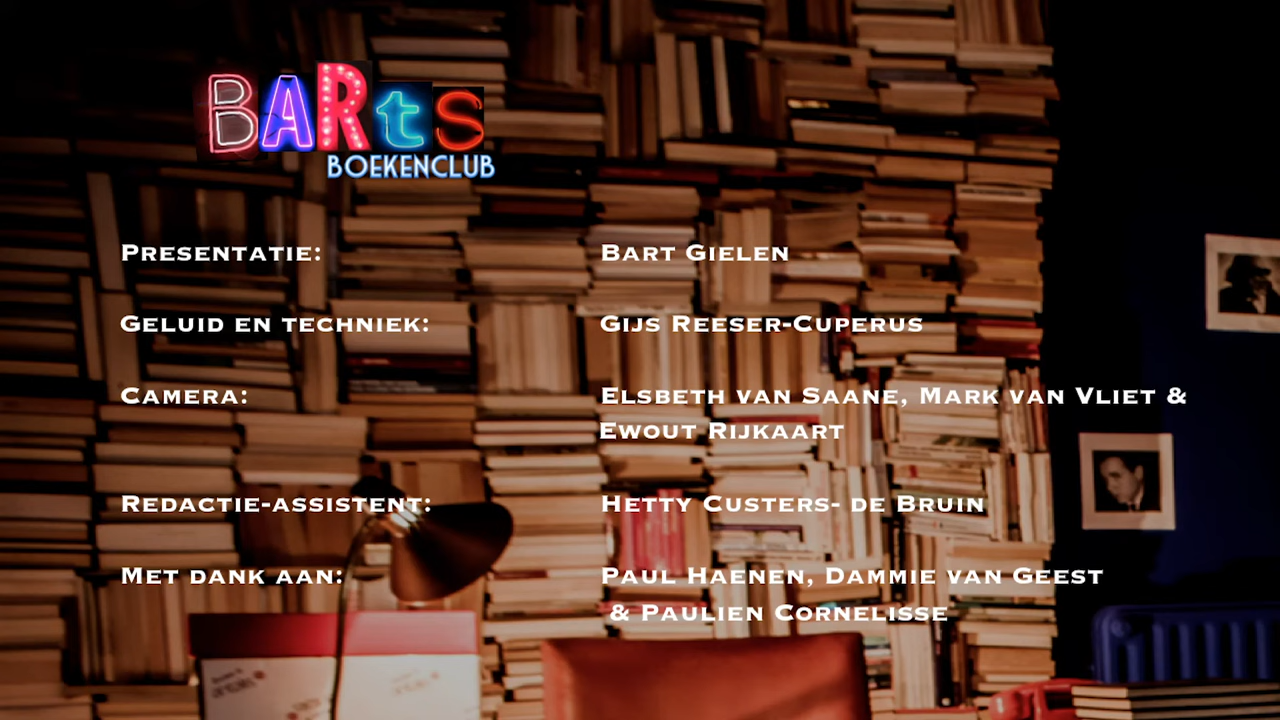 BARts
BOEKENCLUB
PRESENTATIE: BART GIELEN
GELUID EN TECHNIEK: GIJS REESER-CUPERUS
CAMERA: ELSBETH VAN SAANE, MARK VAN VLIET &
EWOUT RIJKAART
REDACTIE-ASSISTENT: HETTY CUSTERS- DE BRUIN
MET DANK AAN: PAUL HAENEN, DAMMIE VAN GEEST
& PAULIEN CORNELISSE